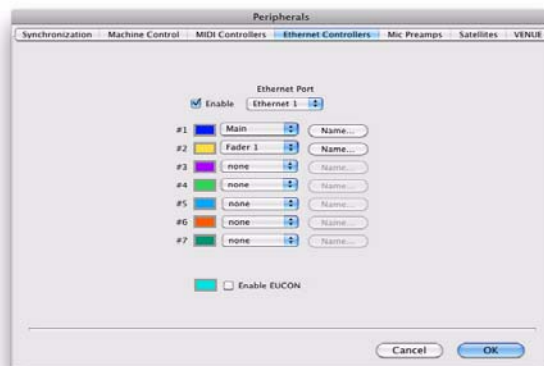 Peripherals
Synchronization Machine Control MIDI Controllers Ethernet Controllers Mic Preamps Satellites VENUE
Ethernet Port
Enable Ethernet 1
#1 Main Name...
#2 Fader 1 Name...
#3 none Name...
#4 none Name...
#5 none Name...
#6 none Name...
#7 none Name...
Enable EUCON
Cancel OK